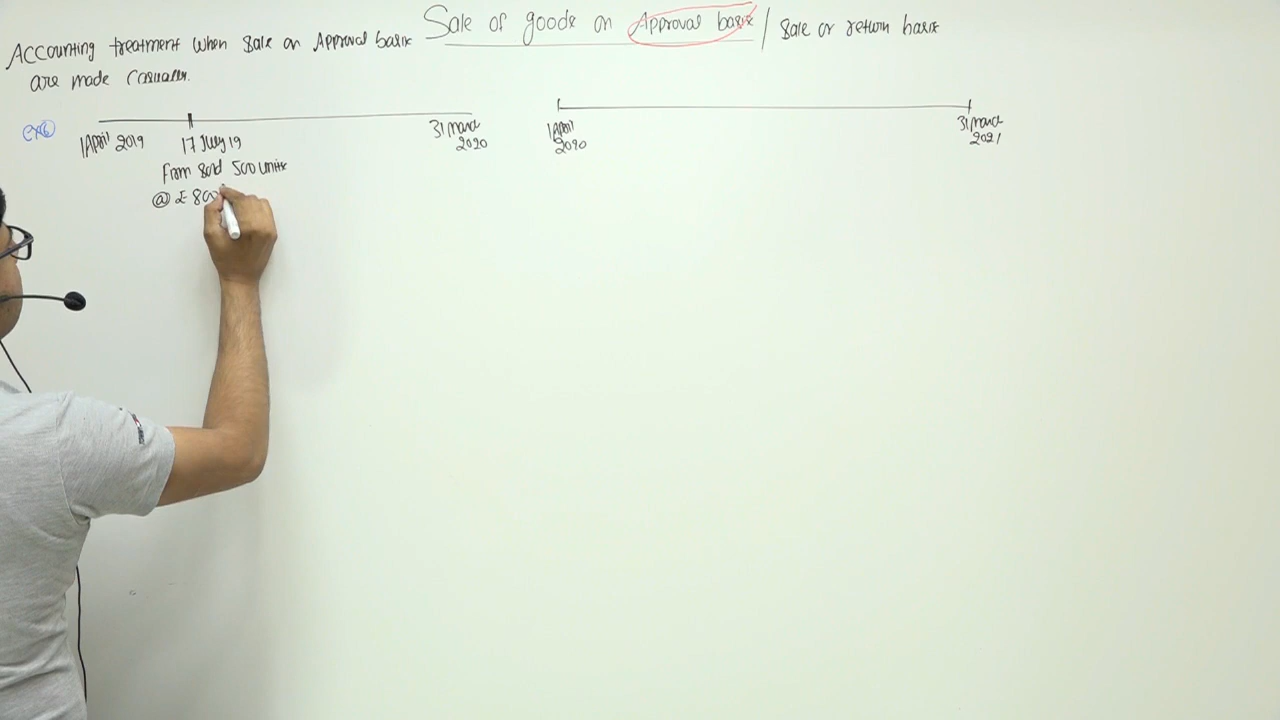 Sale of goods on Approval basis / Sale or return basis
Accounting treatment when Sale on Approval basis
are made Casually.
1 April 2019
17 July 19
31 March
2020
1 April
2020
31 March
2021
from sold 500 units
@ £ 800